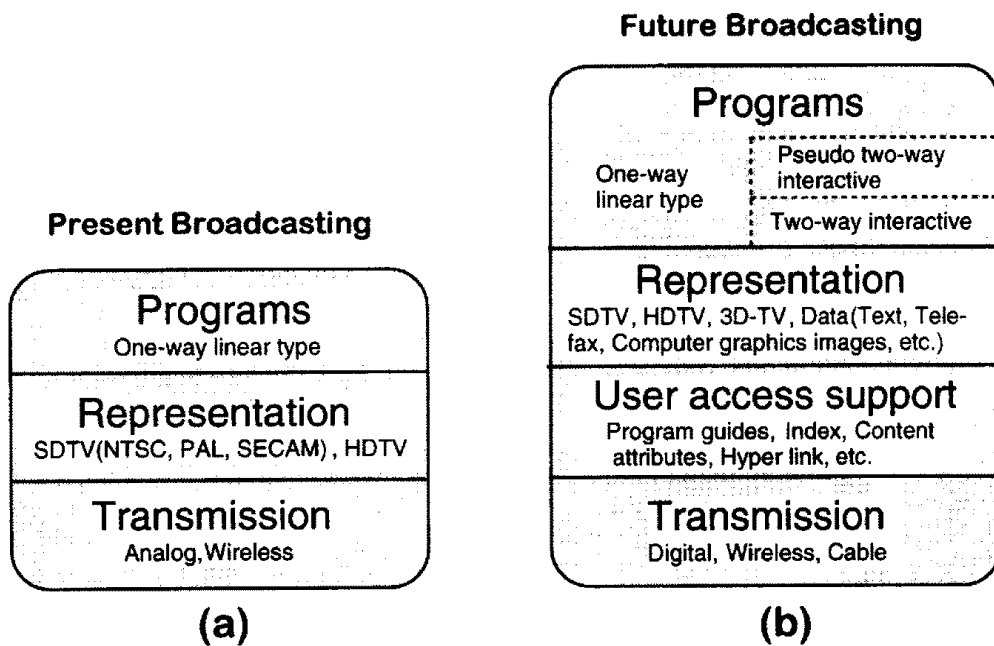 Present Broadcasting
Programs
One-way linear type
Representation
SDTV(NTSC, PAL, SECAM), HDTV
Transmission
Analog,Wireless
(a)
Future Broadcasting
Programs
One-way
linear type
Pseudo two-way
interactive
Two-way interactive
Representation
SDTV, HDTV, 3D-TV, Data(Text, Tele-
fax, Computer graphics images, etc.)
User access support
Program guides, Index, Content
attributes, Hyper link, etc.
Transmission
Digital, Wireless, Cable
(b)